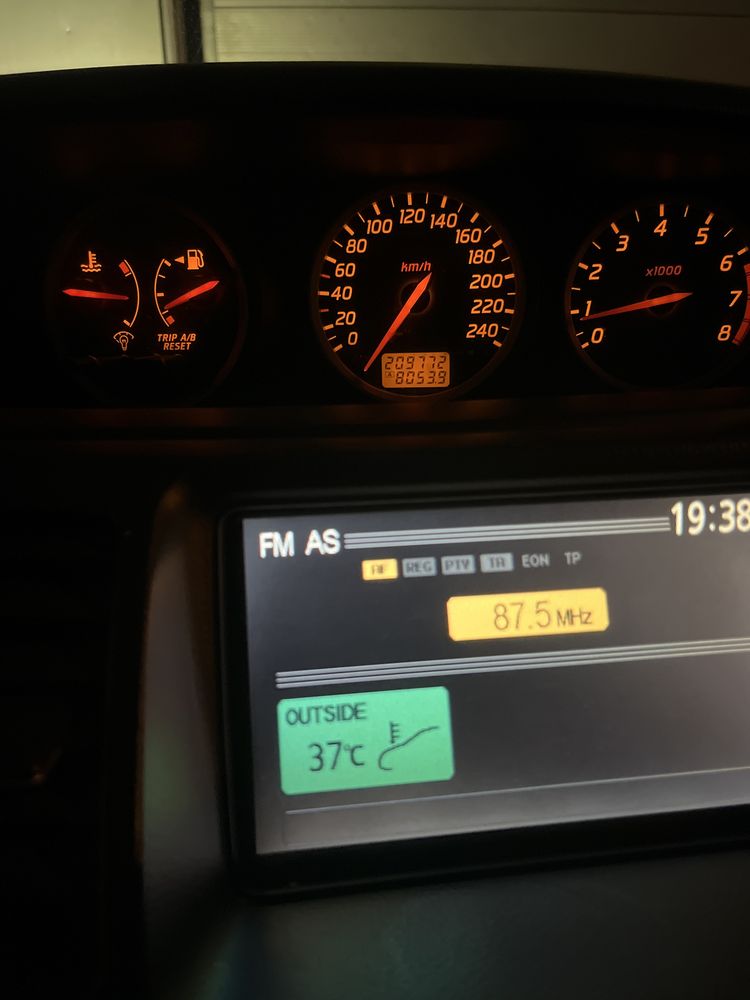 TRIP A/B
RESET
0 20 40 60 80 100 120 140 160 180 200 220 240
km/h
209772
A 8053.9
0 1 2 3 4 5 6 7 8
x1000
FM AS 19:38
AF REG PTY TA EON TP
87.5 MHz
OUTSIDE
37°C